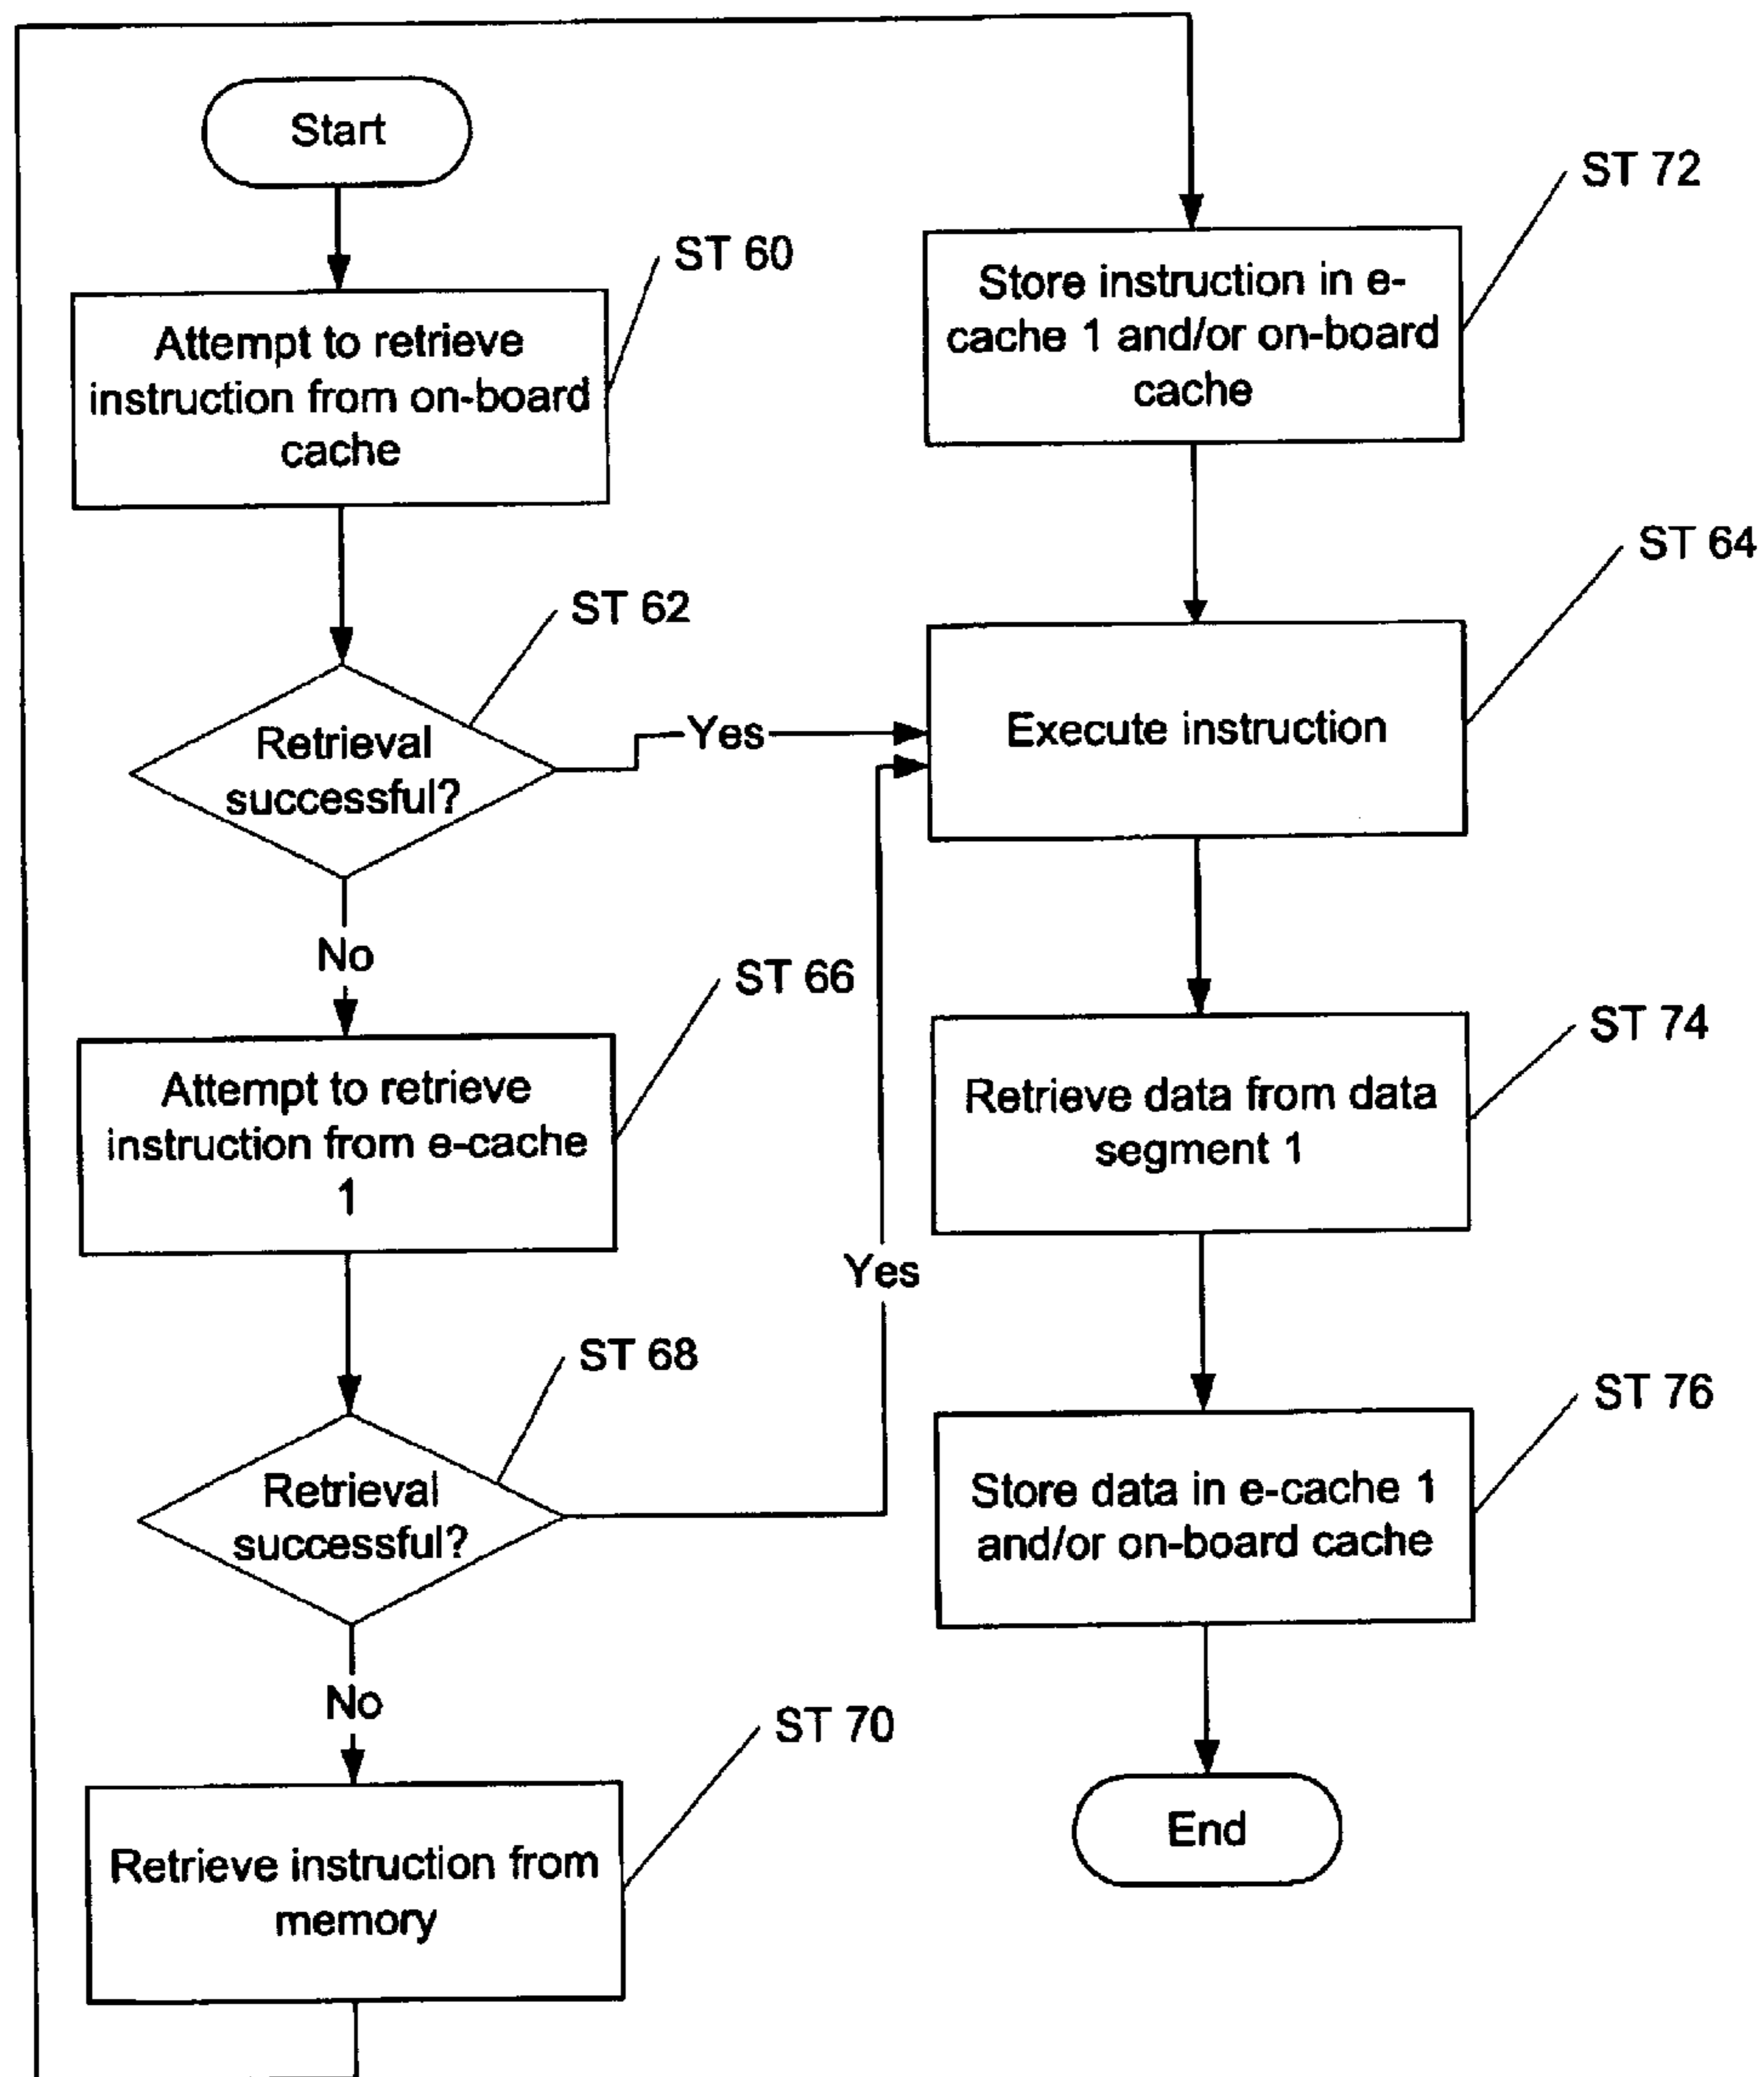 Start
ST 60
Attempt to retrieve
instruction from on-board
cache
ST 62
Retrieval
successful?
Yes
No
ST 66
Attempt to retrieve
instruction from e-cache
1
ST 68
Retrieval
successful?
Yes
No
ST 70
Retrieve instruction from
memory
ST 72
Store instruction in e-
cache 1 and/or on-board
cache
ST 64
Execute instruction
ST 74
Retrieve data from data
segment 1
ST 76
Store data in e-cache 1
and/or on-board cache
End